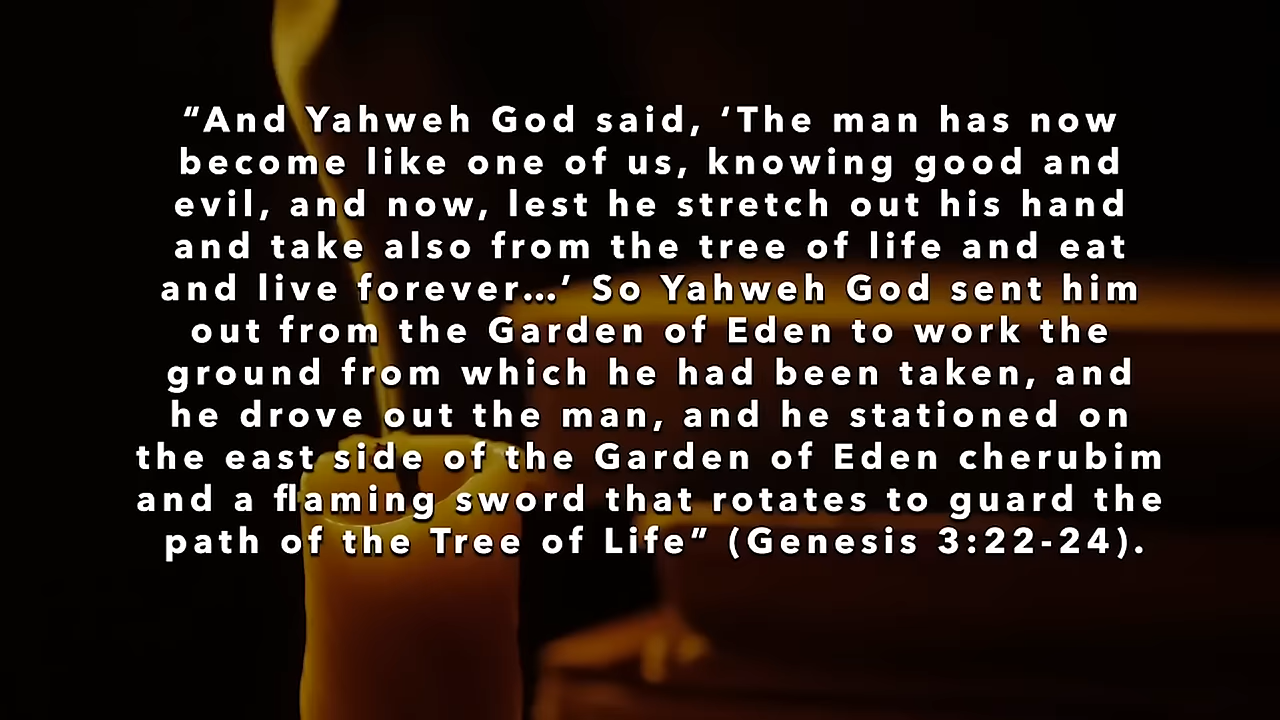 “And Yahweh God said, ‘The man has now
become like one of us, knowing good and
evil, and now, lest he stretch out his hand
and take also from the tree of life and eat
and live forever…’ So Yahweh God sent him
out from the Garden of Eden to work the
ground from which he had been taken, and
he drove out the man, and he stationed on
the east side of the Garden of Eden cherubim
and a flaming sword that rotates to guard the
path of the Tree of Life” (Genesis 3:22-24).